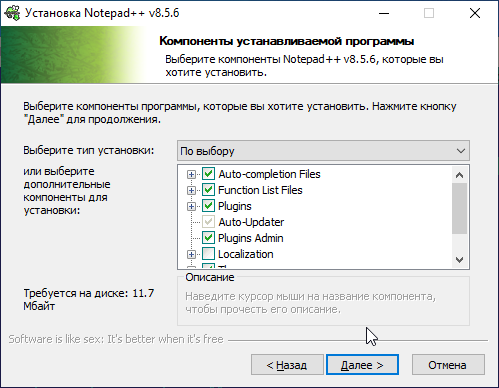 Установка Notepad++ v8.5.6
Компоненты устанавливаемой программы
Выберите компоненты Notepad++ v8.5.6, которые вы
хотите установить.
Выберите компоненты программы, которые вы хотите установить. Нажмите кнопку
"Далее" для продолжения.
Выберите тип установки:
По выбору
или выберите
дополнительные
компоненты для
установки:
Auto-completion Files
Function List Files
Plugins
Auto-Updater
Plugins Admin
Localization
Требуется на диске: 11.7
Мбайт
Описание
Наведите курсор мыши на название компонента,
чтобы прочесть его описание.
Software is like sex: It's better when it's free
< Назад
Далее >
Отмена